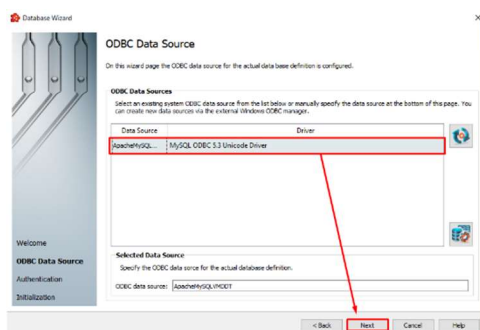 Database Wizard
ODBC Data Source
On this wizard page the ODBC data source for the actual data base definition is configured.
ODBC Data Sources
Select an existing system ODBC data source from the list below or manually specify the data source at the bottom of this page. You
can create new data sources via the external Windows ODBC manager.
Data Source Driver
ApacheMySQL... MySQL ODBC 5.3 Unicode Driver
Welcome
ODBC Data Source
Authentication
Initialization
Selected Data Source
Specify the ODBC data sorce for the actual database definition.
ODBC data source: ApacheMySQLVMDDT
< Back Next Cancel Help